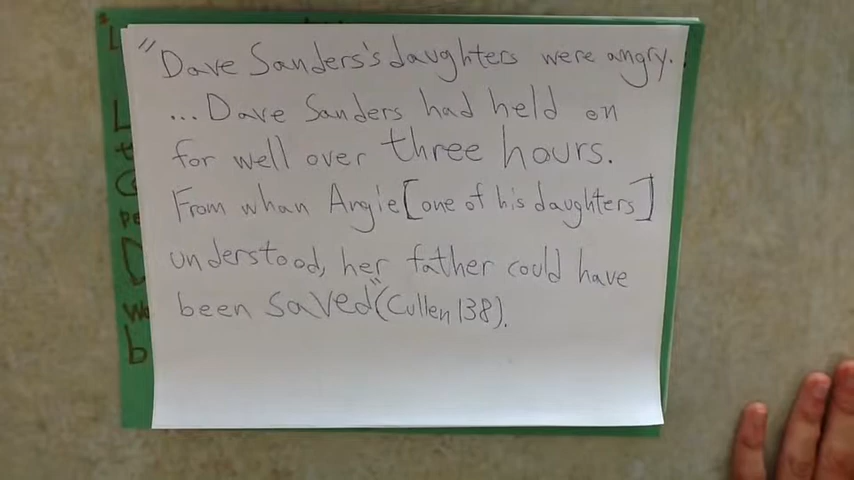 "Dave Sanders's daughters were angry.
...Dave Sanders had held on
for well over three hours.
From whan Angie [one of his daughters]
understood, her father could have
been saved" (Cullen 138).